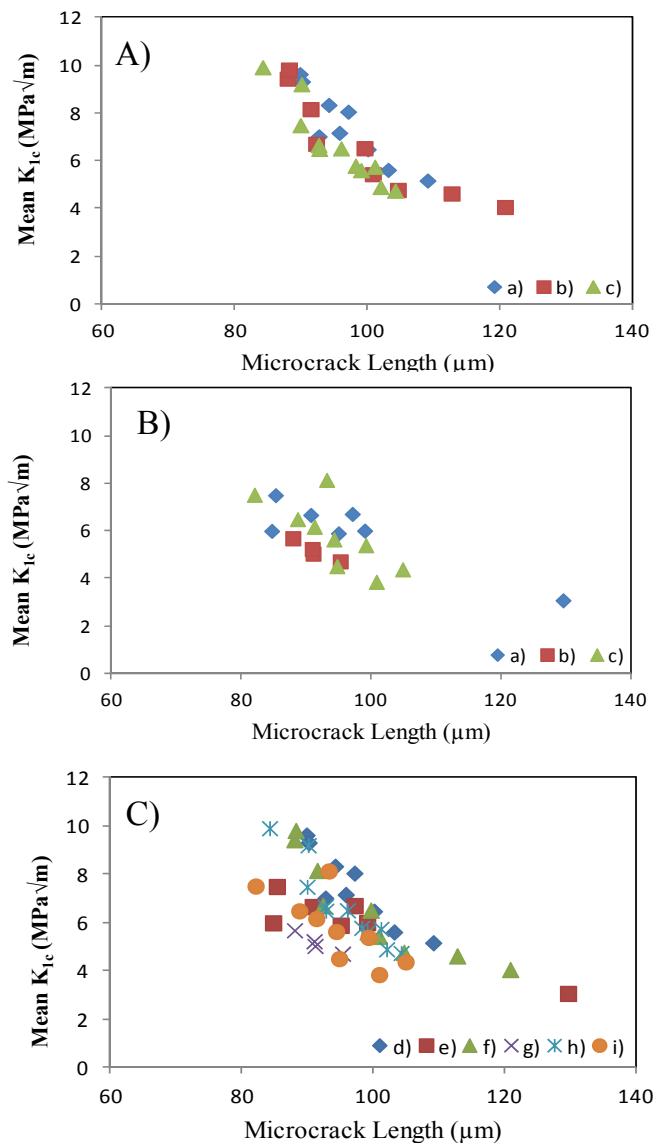 A)
Mean K1c (MPa√m)
12
10
8
6
4
2
0
60 80 100 120 140
a) b) c)
Microcrack Length (µm)
B)
Mean K1c (MPa√m)
12
10
8
6
4
2
0
60 80 100 120 140
a) b) c)
Microcrack Length (µm)
C)
Mean K1c (MPa√m)
12
10
8
6
4
2
0
60 80 100 120 140
d) e) f) g) h) i)
Microcrack Length (µm)